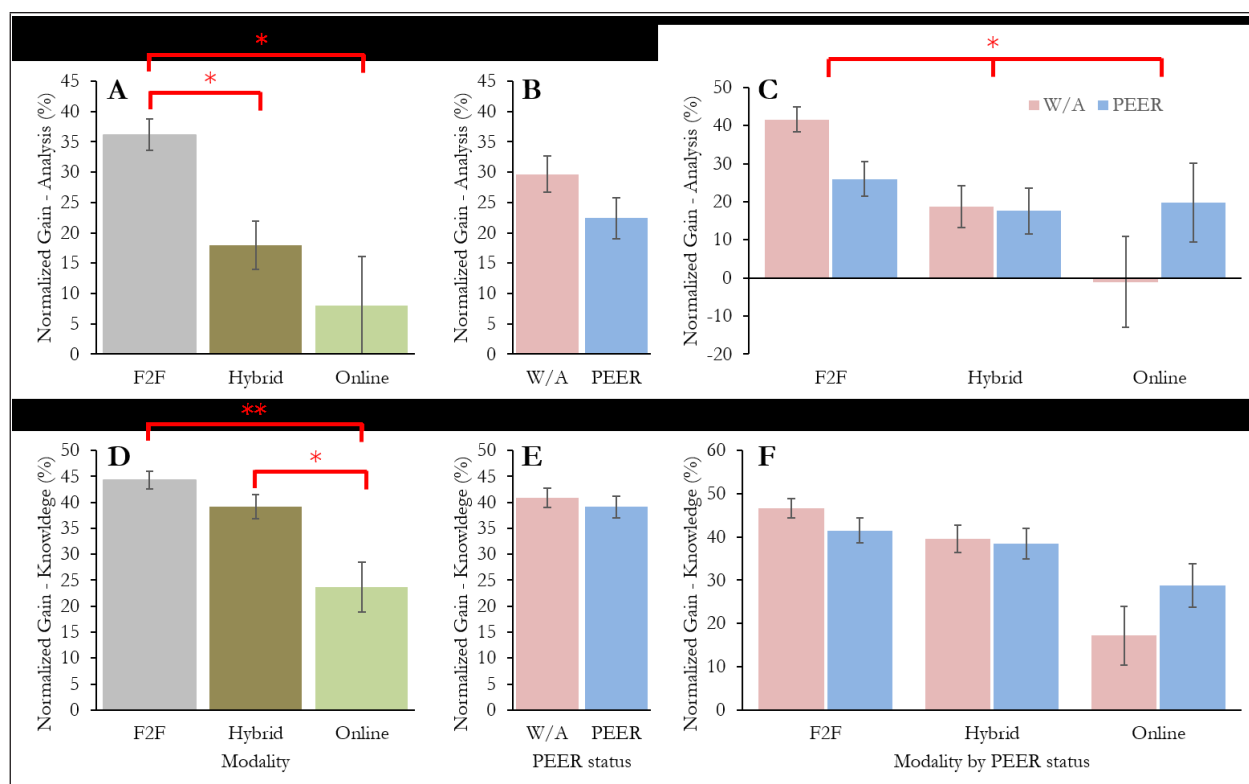 *
*
*
A
B
C
W/A PEER
Normalized Gain - Analysis (%)
45
40
35
30
25
20
15
10
5
0
F2F Hybrid Online
Normalized Gain - Analysis (%)
45
40
35
30
25
20
15
10
5
0
W/A PEER
Normalized Gain - Analysis (%)
50
40
30
20
10
0
-10
-20
F2F Hybrid Online
**
*
D
E
F
Normalized Gain - Knowldege (%)
50
45
40
35
30
25
20
15
10
5
0
F2F Hybrid Online
Modality
Normalized Gain - Knowledge (%)
50
45
40
35
30
25
20
15
10
5
0
W/A PEER
PEER status
Normalized Gain - Knowledge (%)
60
50
40
30
20
10
0
F2F Hybrid Online
Modality by PEER status